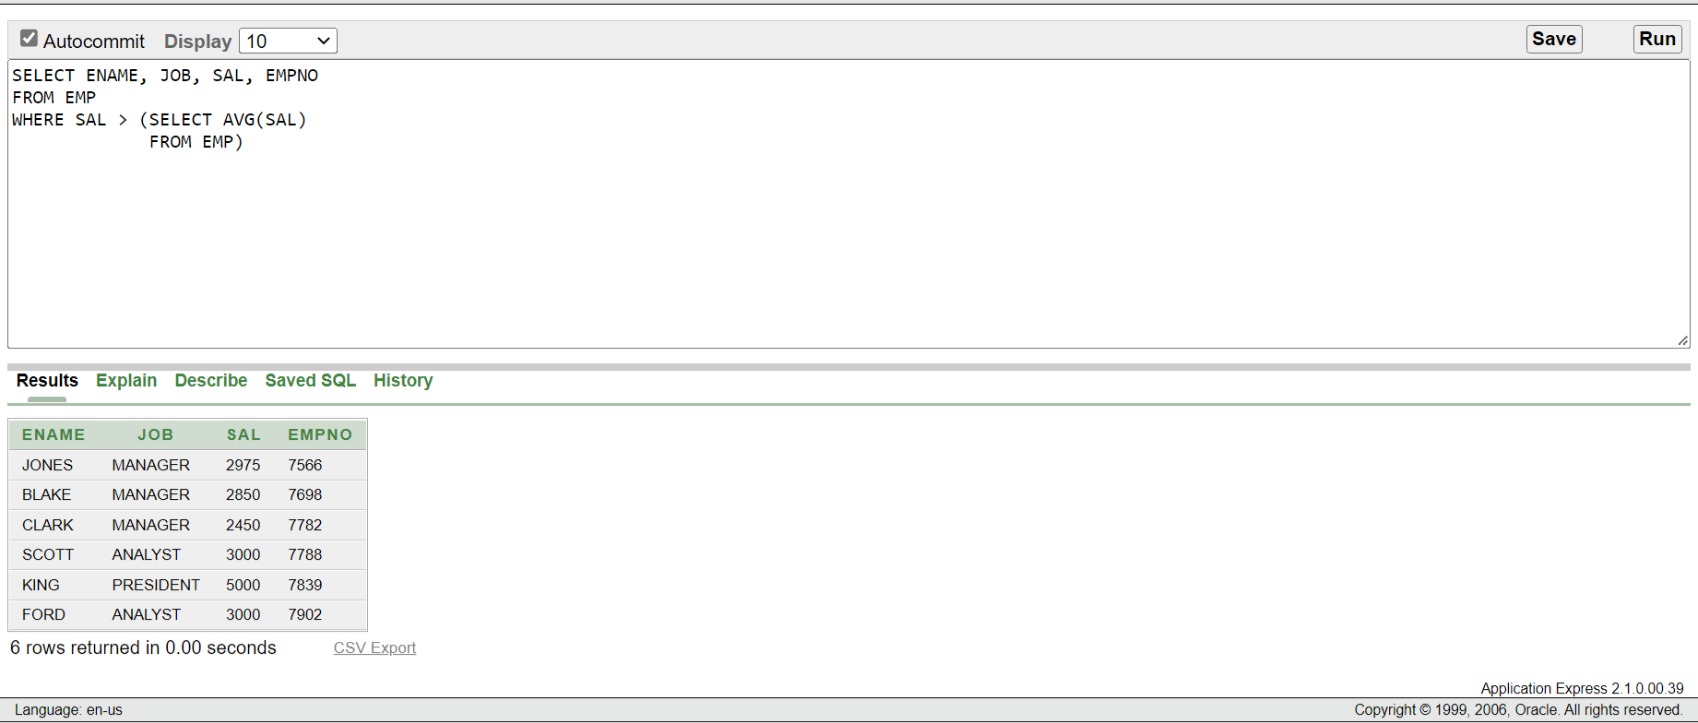 Autocommit Display 10 Save Run
SELECT ENAME, JOB, SAL, EMPNO
FROM EMP
WHERE SAL > (SELECT AVG(SAL)
FROM EMP)
Results Explain Describe Saved SQL History
ENAME JOB SAL EMPNO
JONES MANAGER 2975 7566
BLAKE MANAGER 2850 7698
CLARK MANAGER 2450 7782
SCOTT ANALYST 3000 7788
KING PRESIDENT 5000 7839
FORD ANALYST 3000 7902
6 rows returned in 0.00 seconds CSV Export
Application Express 2.1.0.00.39
Language: en-us Copyright © 1999, 2006, Oracle. All rights reserved.